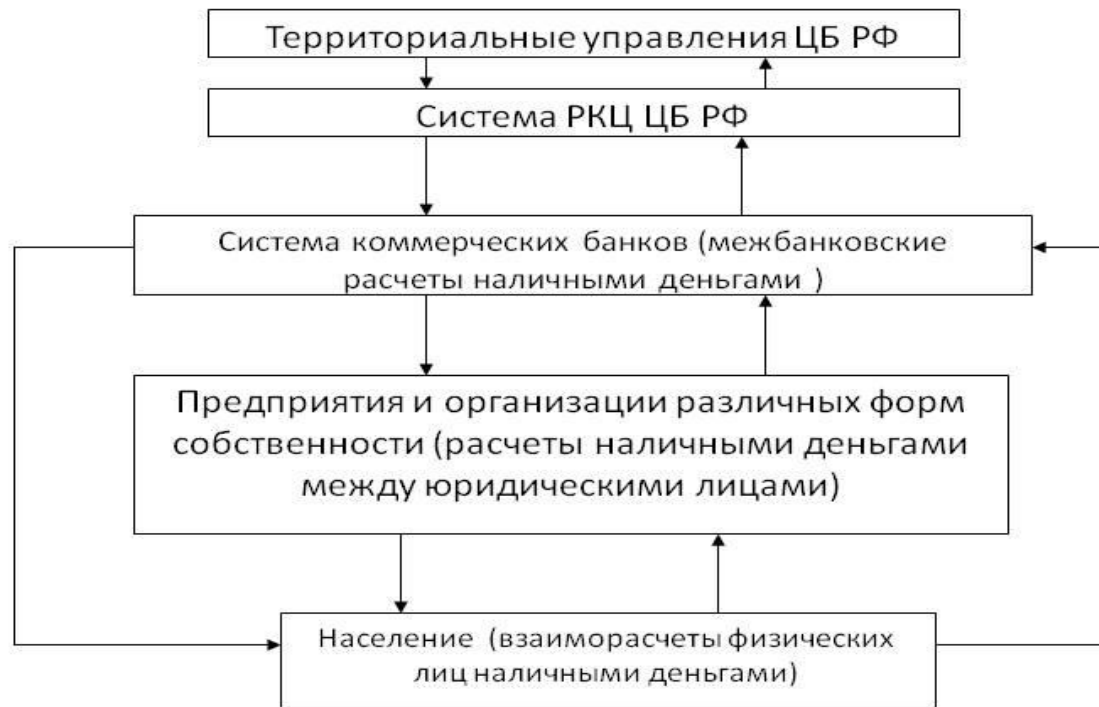 Территориальные управления ЦБ РФ
Система РКЦ ЦБ РФ
Система коммерческих банков (межбанковские
расчеты наличными деньгами )
Предприятия и организации различных форм
собственности (расчеты наличными деньгами
между юридическими лицами)
Население (взаиморасчеты физических
лиц наличными деньгами)